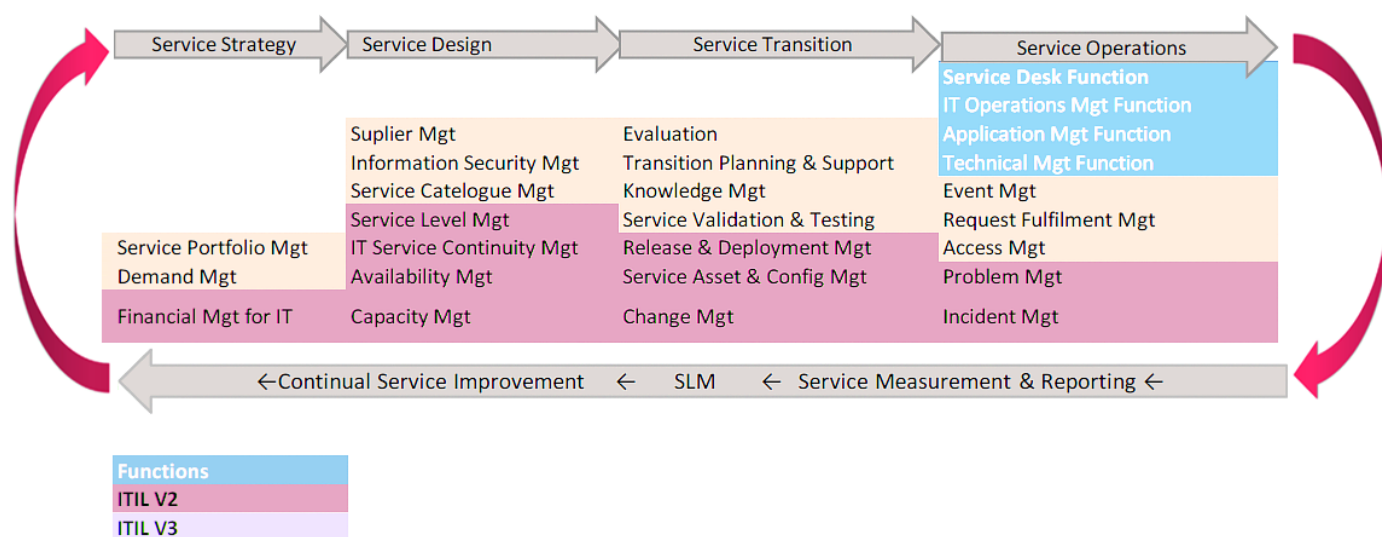 Service Strategy
Service Design
Service Transition
Service Operations
Service Portfolio Mgt
Demand Mgt
Financial Mgt for IT
Suplier Mgt
Information Security Mgt
Service Catelogue Mgt
Service Level Mgt
IT Service Continuity Mgt
Availability Mgt
Capacity Mgt
Evaluation
Transition Planning & Support
Knowledge Mgt
Service Validation & Testing
Release & Deployment Mgt
Service Asset & Config Mgt
Change Mgt
Service Desk Function
IT Operations Mgt Function
Application Mgt Function
Technical Mgt Function
Event Mgt
Request Fulfilment Mgt
Access Mgt
Problem Mgt
Incident Mgt
←Continual Service Improvement ← SLM ← Service Measurement & Reporting ←
Functions
ITIL V2
ITIL V3